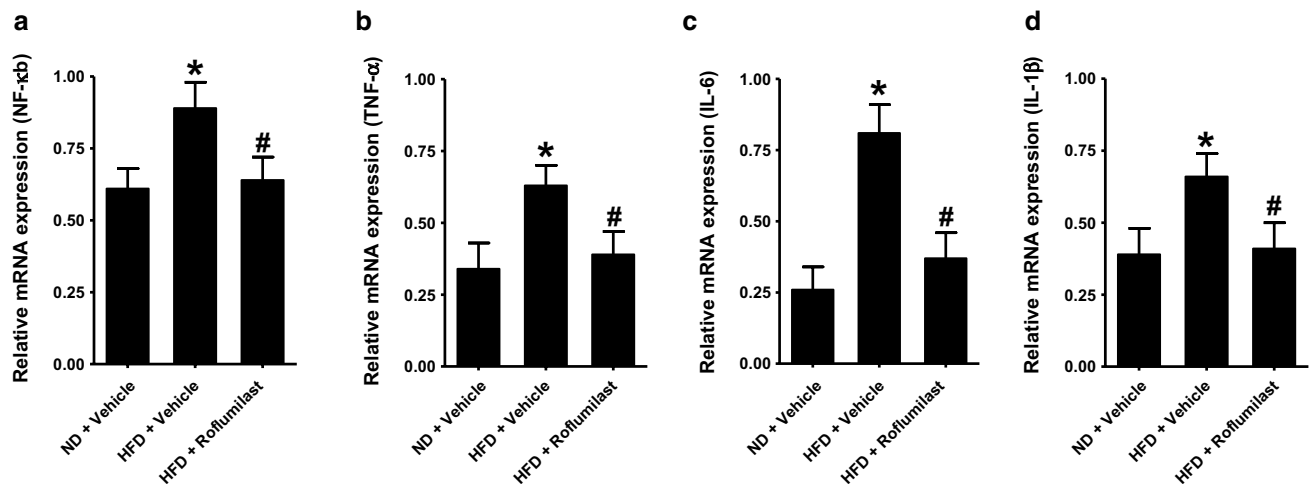 a
Relative mRNA expression (NF-κb)
1.00
0.75
0.50
0.25
0.00
*
#
ND + Vehicle
HFD + Vehicle
HFD + Roflumilast
b
Relative mRNA expression (TNF-α)
1.00
0.75
0.50
0.25
0.00
*
#
ND + Vehicle
HFD + Vehicle
HFD + Roflumilast
c
Relative mRNA expression (IL-6)
1.00
0.75
0.50
0.25
0.00
*
#
ND + Vehicle
HFD + Vehicle
HFD + Roflumilast
d
Relative mRNA expression (IL-1β)
1.00
0.75
0.50
0.25
0.00
*
#
ND + Vehicle
HFD + Vehicle
HFD + Roflumilast